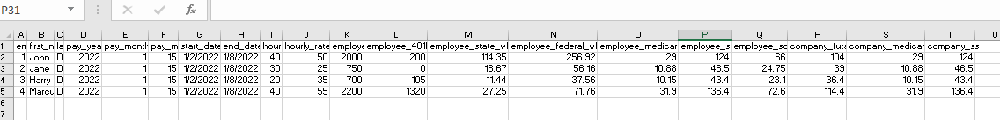 P31
A B C D E F G H I J K L M N O P Q R S T U
1 en first_n la pay_yea pay_month pay_m start_date end_date hour hourly_rate employe employee_401l employee_state_wl employee_federal_wl employee_medicar employee_s employee_so company_futa company_medicar company_ss
2 1 John D 2022 1 15 1/2/2022 1/8/2022 40 50 2000 200 114.35 256.92 29 124 66 104 29 124
3 2 Jane D 2022 1 15 1/2/2022 1/8/2022 30 25 750 0 18.67 56.16 10.88 46.5 24.75 39 10.88 46.5
4 3 Harry D 2022 1 15 1/2/2022 1/8/2022 20 35 700 105 11.44 37.56 10.15 43.4 23.1 36.4 10.15 43.4
5 4 Marcu D 2022 1 15 1/2/2022 1/8/2022 40 55 2200 1320 27.25 71.76 31.9 136.4 72.6 114.4 31.9 136.4
6
7